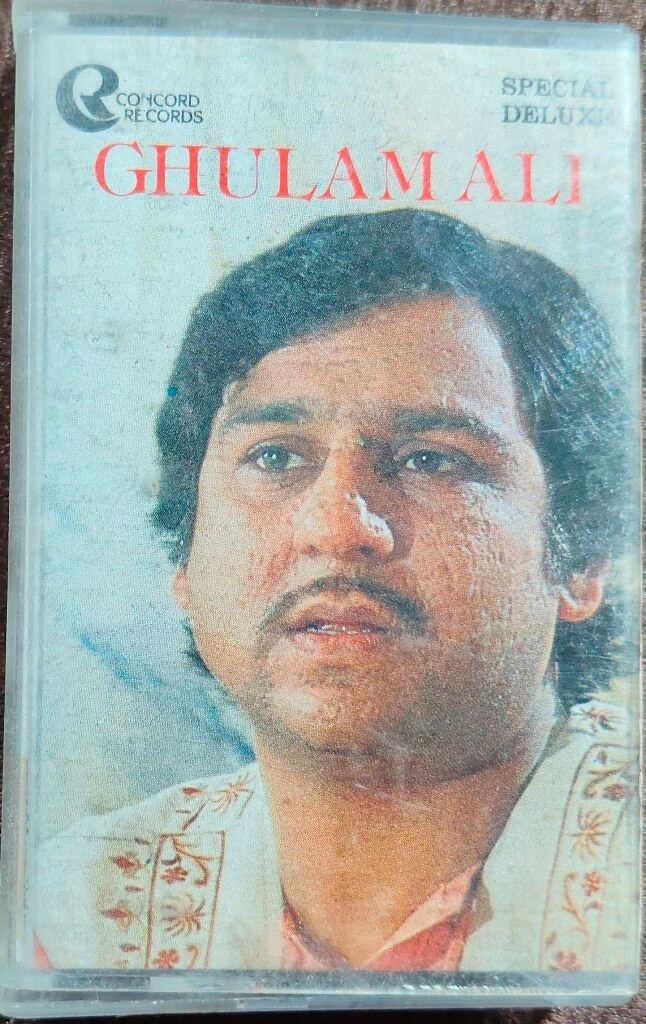 CONCORD
RECORDS
SPECIAL
DELUXE
GHULAM ALI